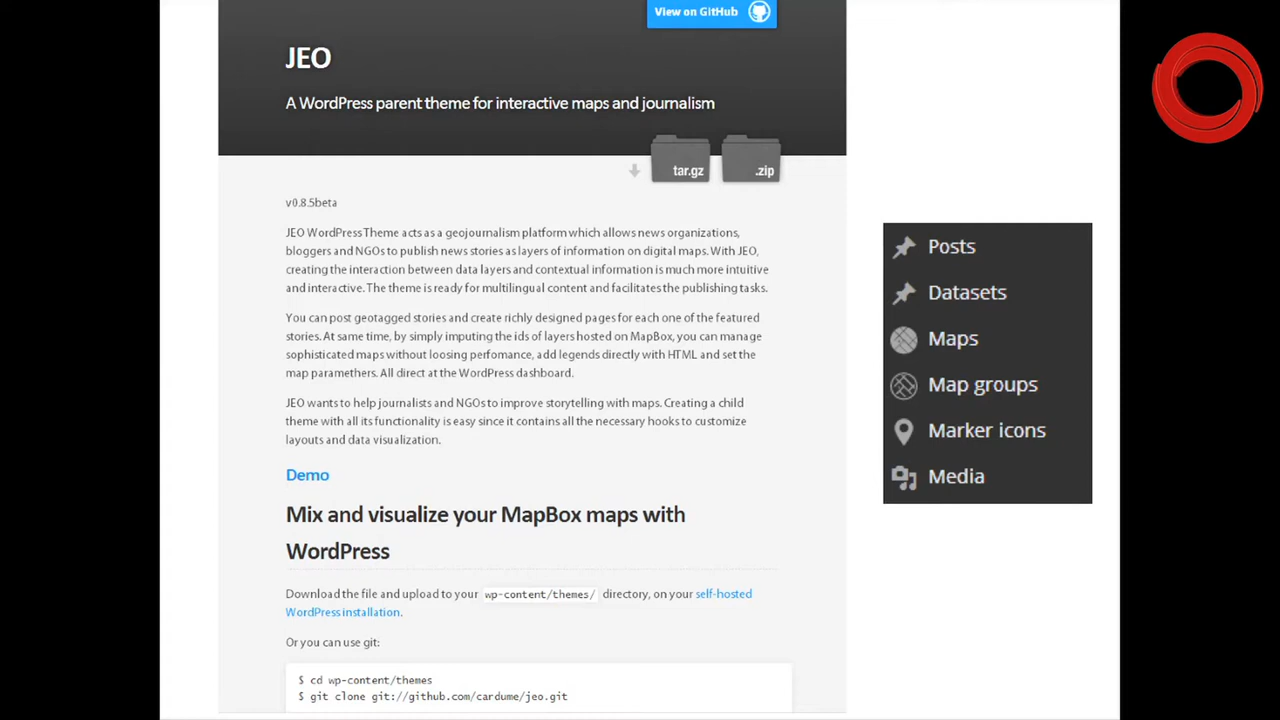 View on GitHub
JEO
A WordPress parent theme for interactive maps and journalism
tar.gz
.zip
v0.8.5beta
JEO WordPress Theme acts as a geojournalism platform which allows news organizations,
bloggers and NGOs to publish news stories as layers of information on digital maps. With JEO,
creating the interaction between data layers and contextual information is much more intuitive
and interactive. The theme is ready for multilingual content and facilitates the publishing tasks.
You can post geotagged stories and create richly designed pages for each one of the featured
stories. At same time, by simply imputing the ids of layers hosted on MapBox, you can manage
sophisticated maps without loosing perfomance, add legends directly with HTML and set the
map paramethers. All direct at the WordPress dashboard.
JEO wants to help journalists and NGOs to improve storytelling with maps. Creating a child
theme with all its functionality is easy since it contains all the necessary hooks to customize
layouts and data visualization.
Demo
Mix and visualize your MapBox maps with
WordPress
Download the file and upload to your wp-content/themes/ directory, on your self-hosted
WordPress installation.
Or you can use git:
$ cd wp-content/themes
$ git clone git://github.com/cardume/jeo.git
Posts
Datasets
Maps
Map groups
Marker icons
Media